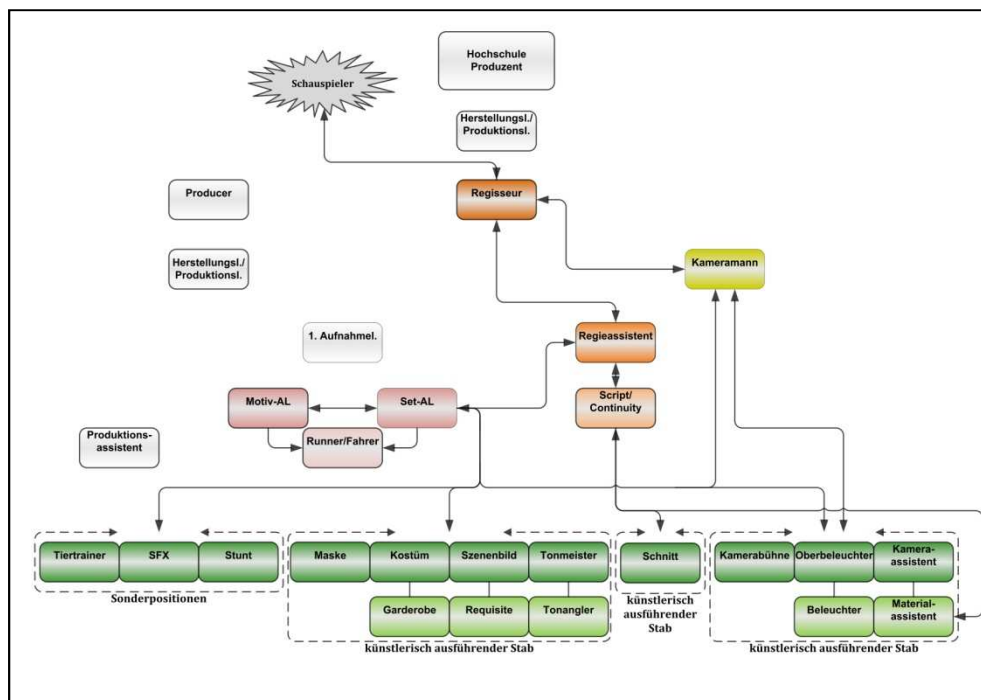 Hochschule
Produzent
Schauspieler
Herstellungsl./
Produktionsl.
Producer
Regisseur
Herstellungsl./
Produktionsl.
Kameramann
1. Aufnahmel.
Regieassistent
Motiv-AL
Set-AL
Script/
Continuity
Runner/Fahrer
Produktions-
assistent
Tiertrainer
SFX
Stunt
Sonderpositionen
Maske
Kostüm
Szenenbild
Tonmeister
Garderobe
Requisite
Tonangler
künstlerisch ausführender Stab
Schnitt
künstlerisch
ausführender
Stab
Kamerabühne
Oberbeleuchter
Kamera-
assistent
Beleuchter
Material-
assistent
künstlerisch ausführender Stab